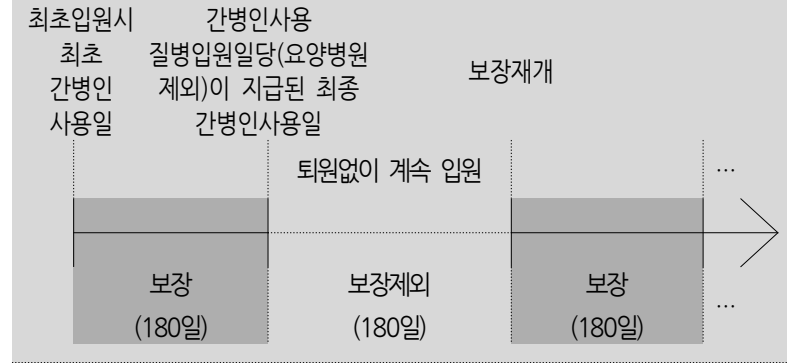 최초입원시
최초
간병인
사용일
간병인사용
질병입원일당(요양병원
제외)이 지급된 최종
간병인사용일
보장재개
퇴원없이 계속 입원
…
보장
(180일)
보장제외
(180일)
보장
(180일)
…